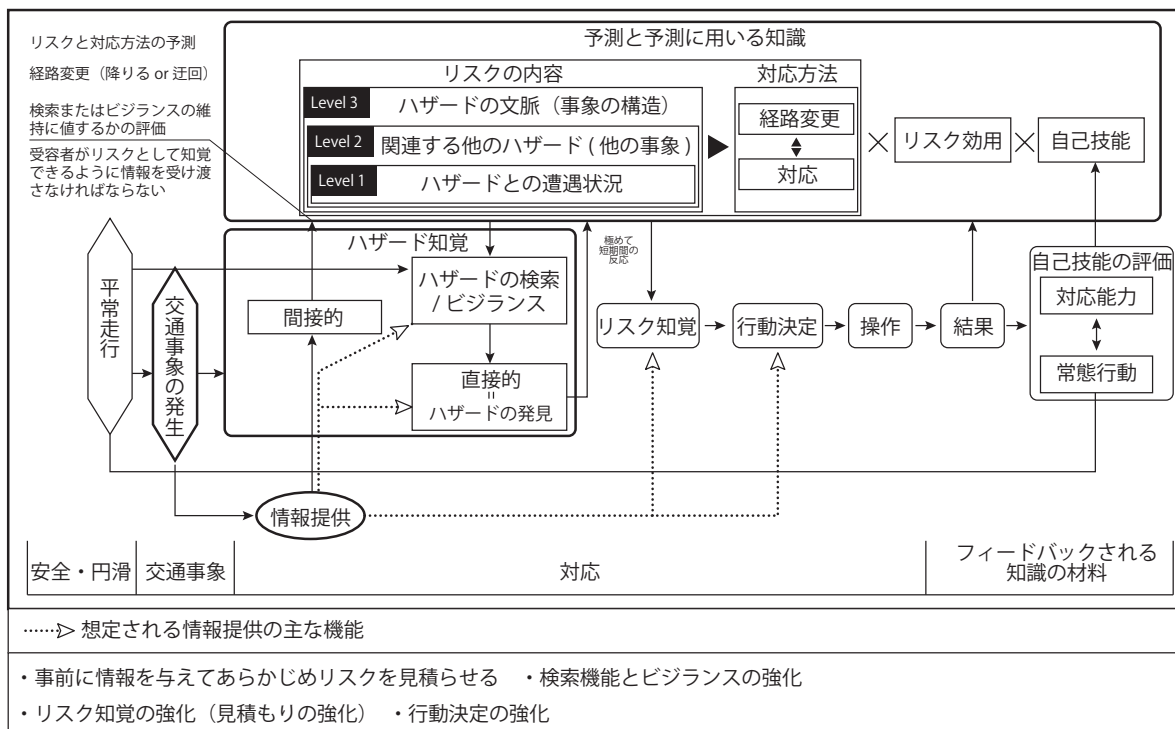 リスクと対応方法の予測
経路変更（降りる or 迂回）
検索またはビジランスの維
持に値するかの評価
受容者がリスクとして知覚
できるように情報を受け渡
さなければならない
予測と予測に用いる知識
リスクの内容
対応方法
Level 3
ハザードの文脈（事象の構造）
Level 2
関連する他のハザード ( 他の事象 )
Level 1
ハザードとの遭遇状況
経路変更
対応
リスク効用
自己技能
ハザード知覚
極めて
短期間の
反応
ハザードの検索
/ ビジランス
間接的
直接的
=
ハザードの発見
平常走行
交通事象の発生
リスク知覚
行動決定
操作
結果
自己技能の評価
対応能力
常態行動
情報提供
安全・円滑
交通事象
対応
フィードバックされる
知識の材料
想定される情報提供の主な機能
・事前に情報を与えてあらかじめリスクを見積らせる ・検索機能とビジランスの強化
・リスク知覚の強化（見積もりの強化） ・行動決定の強化